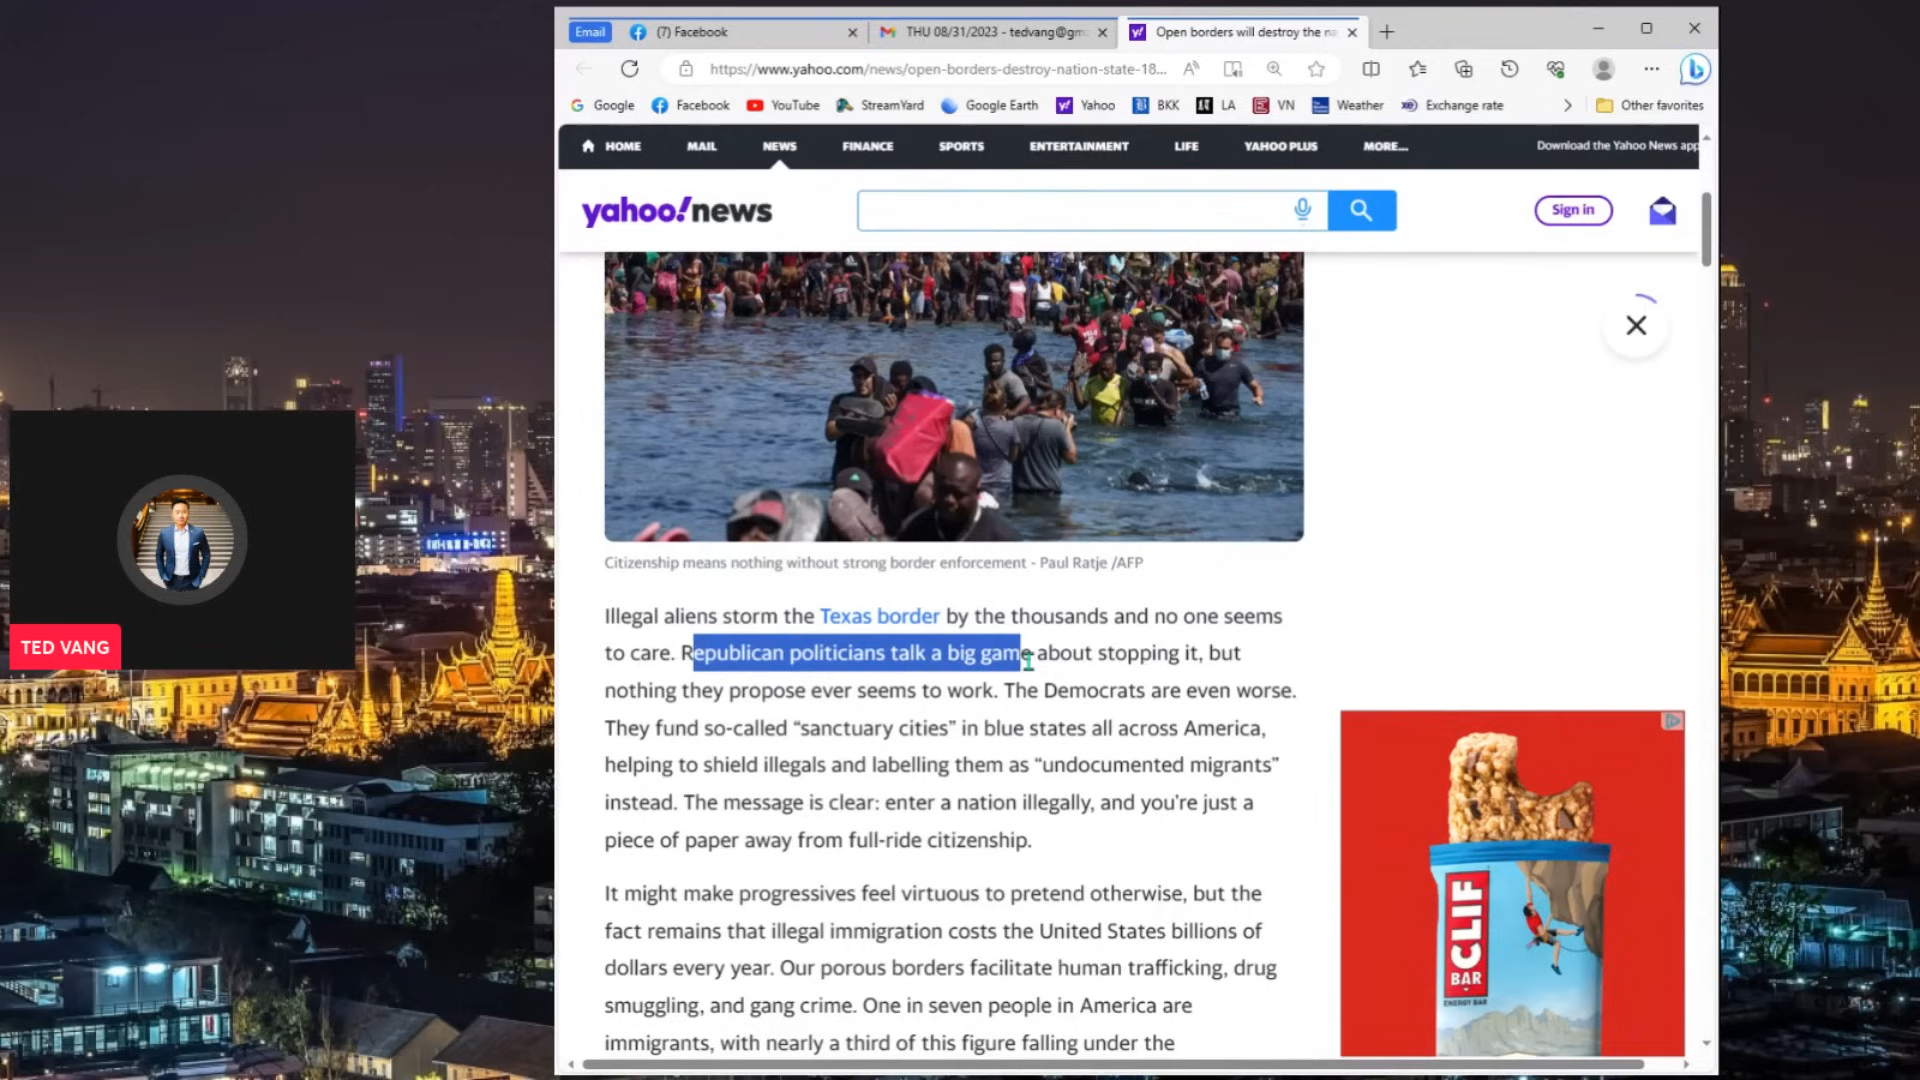 Email
(7) Facebook
THU 08/31/2023 - tedvang@gm
Open borders will destroy the na
https://www.yahoo.com/news/open-borders-destroy-nation-state-18...
Google
Facebook
YouTube
StreamYard
Google Earth
Yahoo
BKK
LA
VN
Weather
Exchange rate
Other favorites
HOME
MAIL
NEWS
FINANCE
SPORTS
ENTERTAINMENT
LIFE
YAHOO PLUS
MORE...
Download the Yahoo News app
yahoo!news
Sign in
Citizenship means nothing without strong border enforcement - Paul Ratje /AFP
TED VANG
Illegal aliens storm the Texas border by the thousands and no one seems
to care. Republican politicians talk a big game about stopping it, but
nothing they propose ever seems to work. The Democrats are even worse.
They fund so-called “sanctuary cities” in blue states all across America,
helping to shield illegals and labelling them as “undocumented migrants”
instead. The message is clear: enter a nation illegally, and you’re just a
piece of paper away from full-ride citizenship.
It might make progressives feel virtuous to pretend otherwise, but the
fact remains that illegal immigration costs the United States billions of
dollars every year. Our porous borders facilitate human trafficking, drug
smuggling, and gang crime. One in seven people in America are
immigrants, with nearly a third of this figure falling under the
CLIF
BAR
ENERGY BAR